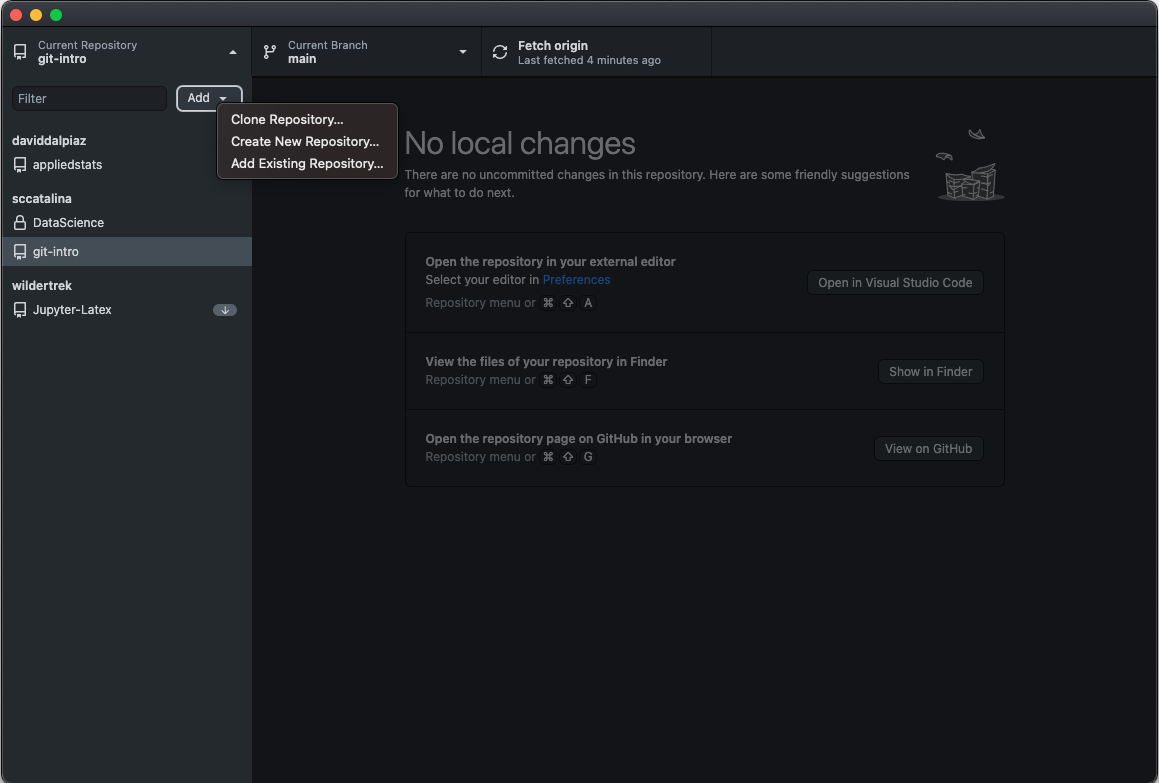 Current Repository
git-intro
Current Branch
main
Fetch origin
Last fetched 4 minutes ago
Filter
Add
Clone Repository...
Create New Repository...
Add Existing Repository...
daviddalpiaz
appliedstats
sccatalina
DataScience
git-intro
wildertrek
Jupyter-Latex
No local changes
There are no uncommitted changes in this repository. Here are some friendly suggestions
for what to do next.
Open the repository in your external editor
Select your editor in Preferences
Repository menu or ⌘ ⇧ A
Open in Visual Studio Code
View the files of your repository in Finder
Repository menu or ⌘ ⇧ F
Show in Finder
Open the repository page on GitHub in your browser
Repository menu or ⌘ ⇧ G
View on GitHub